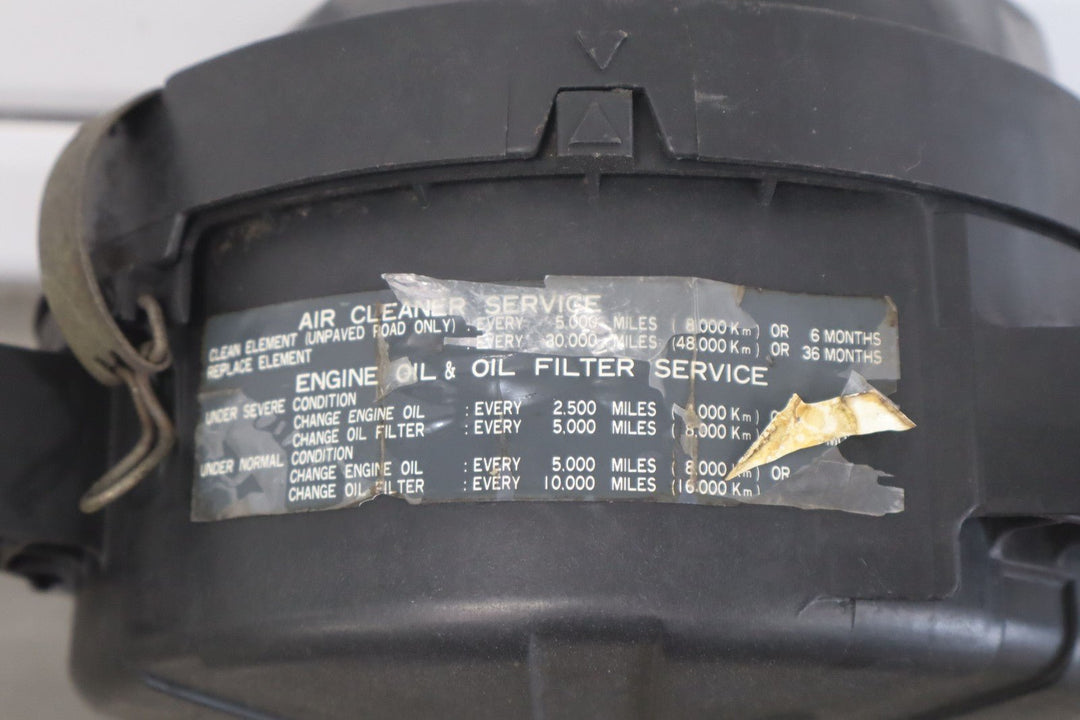 AIR CLEANER SERVICE
CLEAN ELEMENT (UNPAVED ROAD ONLY) : EVERY 5.000 MILES (8.000 Km) OR 6 MONTHS
REPLACE ELEMENT EVERY 30.000 MILES (48.000 Km) OR 36 MONTHS
ENGINE OIL & OIL FILTER SERVICE
UNDER SEVERE CONDITION
CHANGE ENGINE OIL : EVERY 2.500 MILES ( 000 Km)
CHANGE OIL FILTER : EVERY 5,000 MILES (8,000 Km)
UNDER NORMAL CONDITION
CHANGE ENGINE OIL : EVERY 5.000 MILES (8,000 Km) OR
CHANGE OIL FILTER : EVERY 10.000 MILES (16.000 Km)